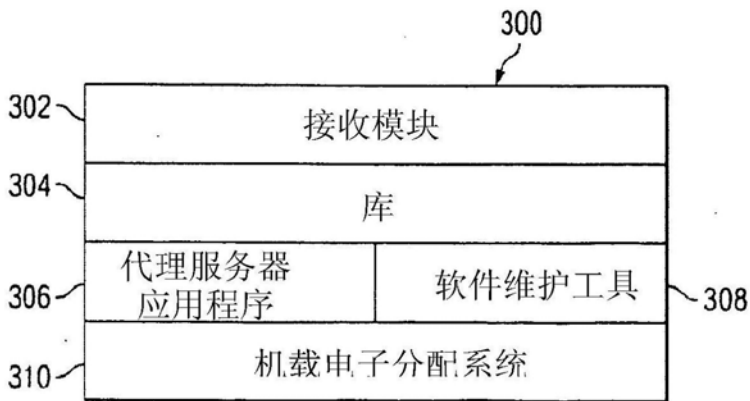 300
302
接收模块
304
库
306
代理服务器
应用程序
软件维护工具
308
310
机载电子分配系统